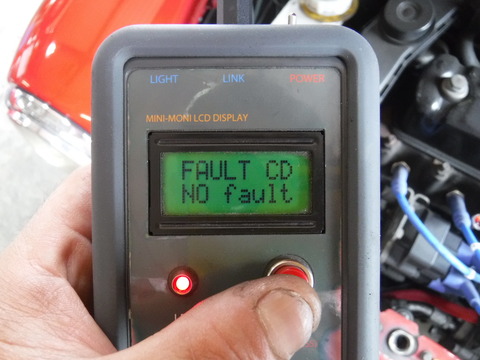 LIGHT LINK POWER
MINI-MONI LCD DISPLAY
FAULT CD
NO fault